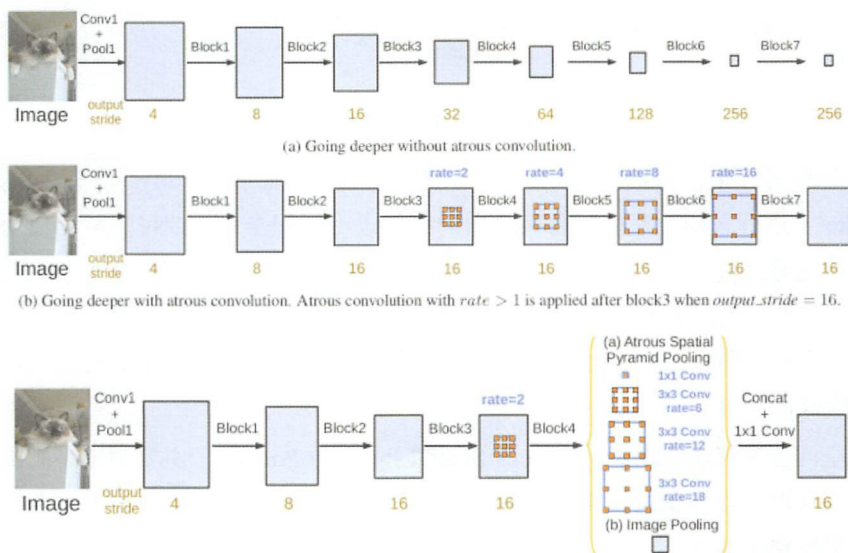 Conv1
+
Pool1
Block1
Block2
Block3
Block4
Block5
Block6
Block7
Image
output
stride
4
8
16
32
64
128
256
256
(a) Going deeper without atrous convolution.
rate=2
rate=4
rate=8
rate=16
Conv1
+
Pool1
Block1
Block2
Block3
Block4
Block5
Block6
Block7
Image
output
stride
4
8
16
16
16
16
16
16
(b) Going deeper with atrous convolution. Atrous convolution with rate > 1 is applied after block3 when output_stride = 16.
(a) Atrous Spatial
Pyramid Pooling
1x1 Conv
3x3 Conv
rate=6
3x3 Conv
rate=12
3x3 Conv
rate=18
(b) Image Pooling
Conv1
+
Pool1
Block1
Block2
Block3
rate=2
Block4
Concat
+
1x1 Conv
Image
output
stride
4
8
16
16
16